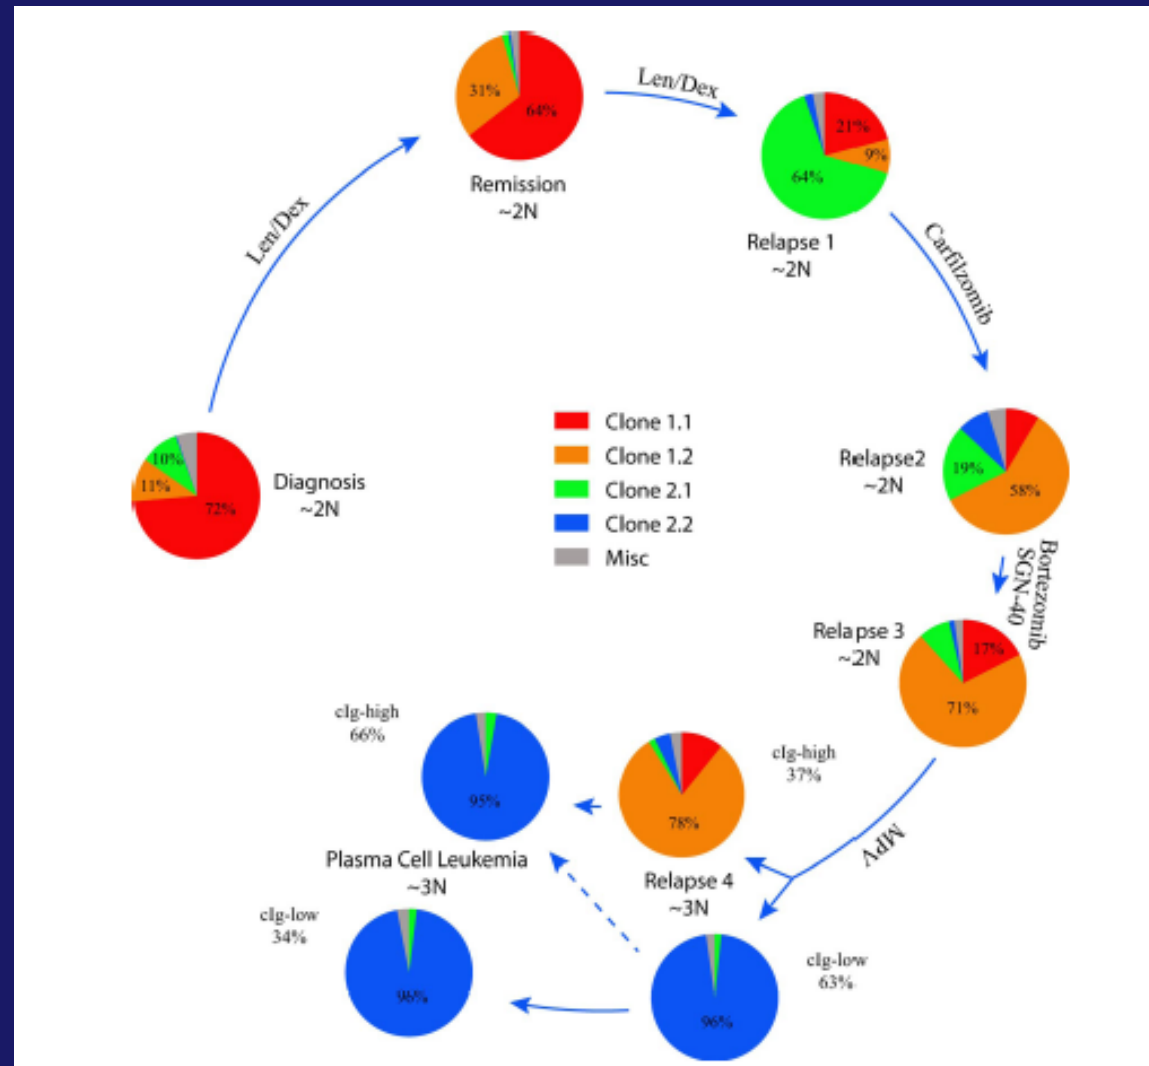 31%
64%
Remission
~2N
Len/Dex
Len/Dex
21%
9%
64%
Relapse 1
~2N
Carfilzomib
10%
11%
72%
Diagnosis
~2N
Clone 1.1
Clone 1.2
Clone 2.1
Clone 2.2
Misc
Relapse2
~2N
19%
58%
Bortezomib
SGN-40
Relapse 3
~2N
17%
71%
MPV
cIg-high
37%
78%
Relapse 4
~3N
cIg-high
66%
95%
Plasma Cell Leukemia
~3N
cIg-low
34%
96%
cIg-low
63%
96%